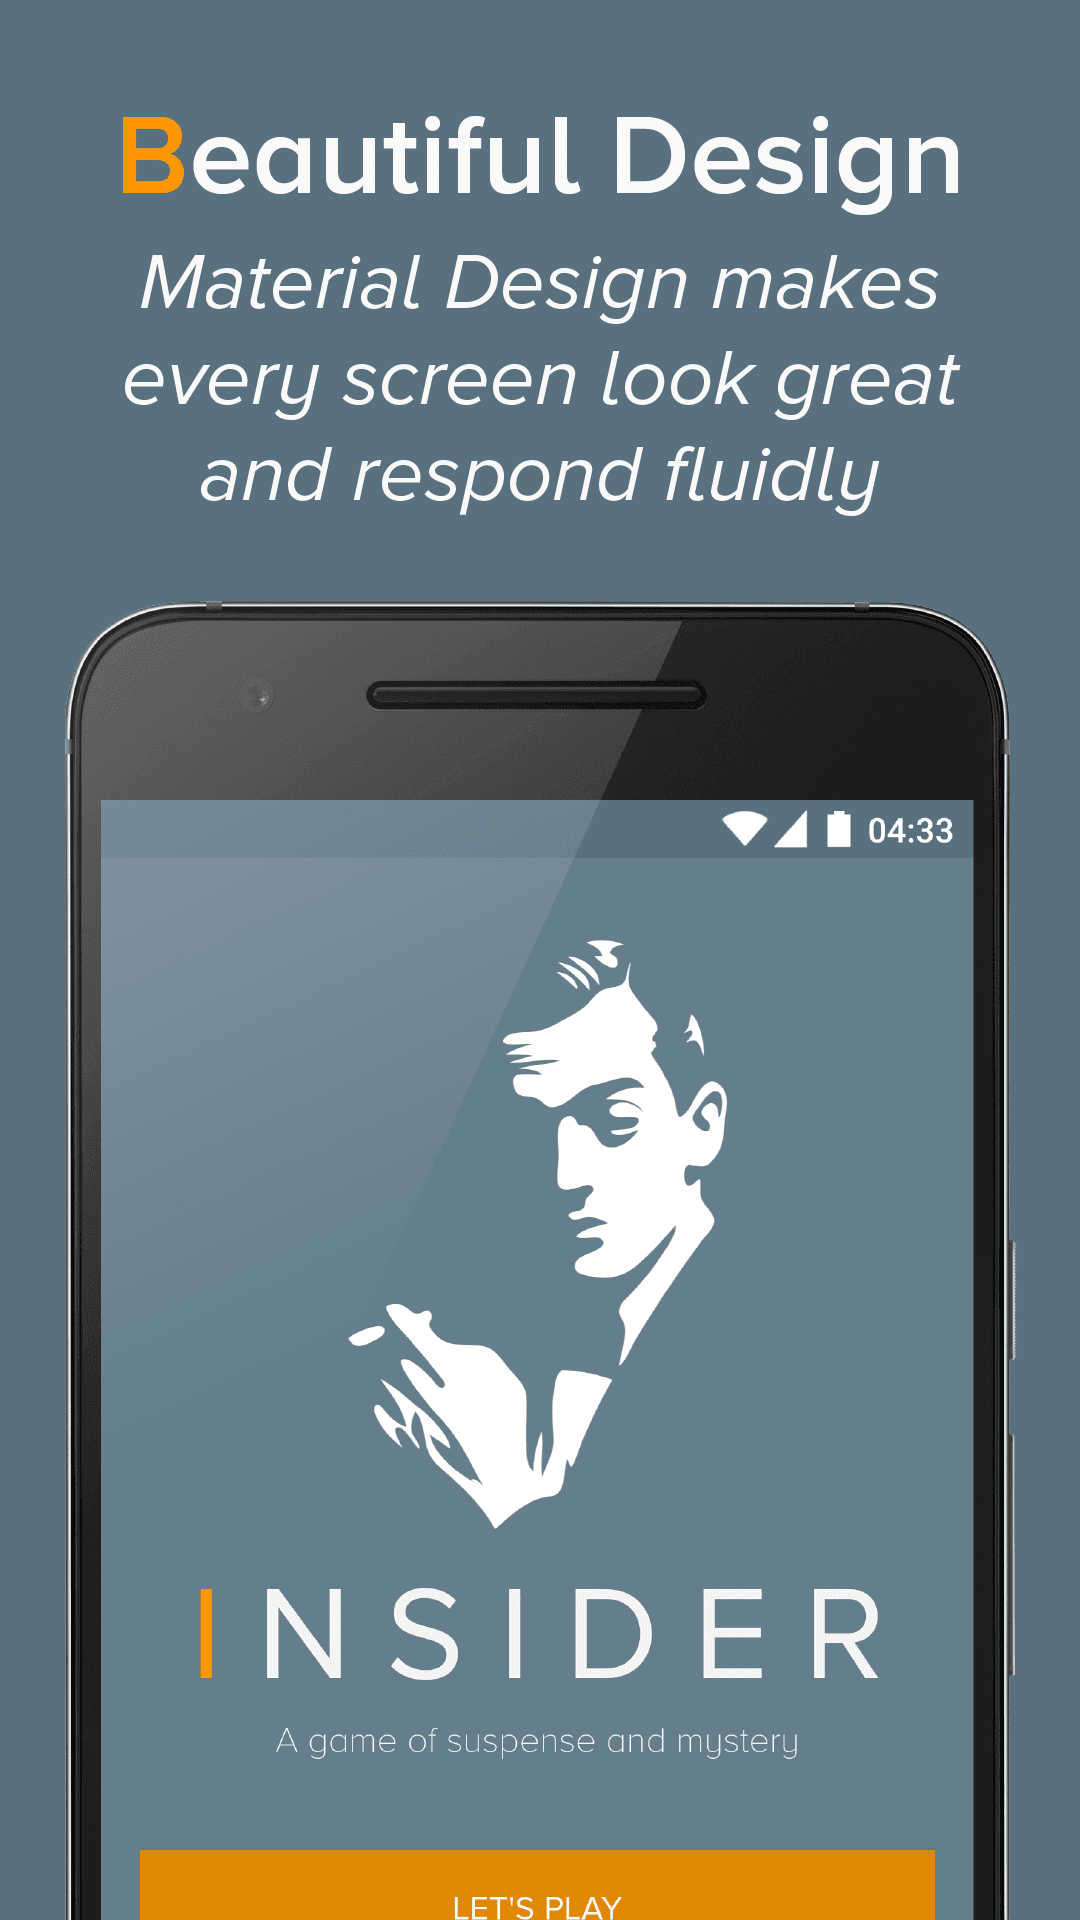 Beautiful Design
Material Design makes
every screen look great
and respond fluidly
04:33
INSIDER
A game of suspense and mystery
LET'S PLAY